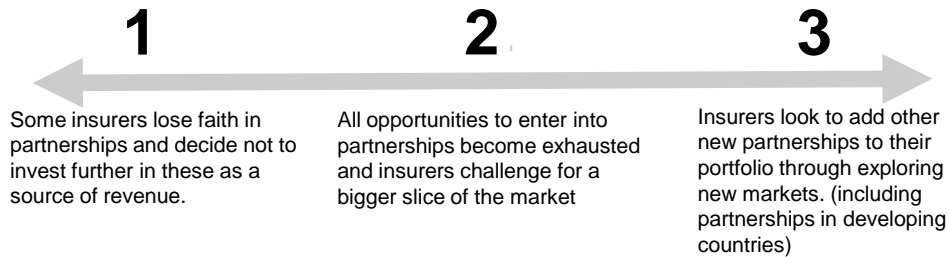 1
2
3
Some insurers lose faith in
partnerships and decide not to
invest further in these as a
source of revenue.
All opportunities to enter into
partnerships become exhausted
and insurers challenge for a
bigger slice of the market
Insurers look to add other
new partnerships to their
portfolio through exploring
new markets. (including
partnerships in developing
countries)